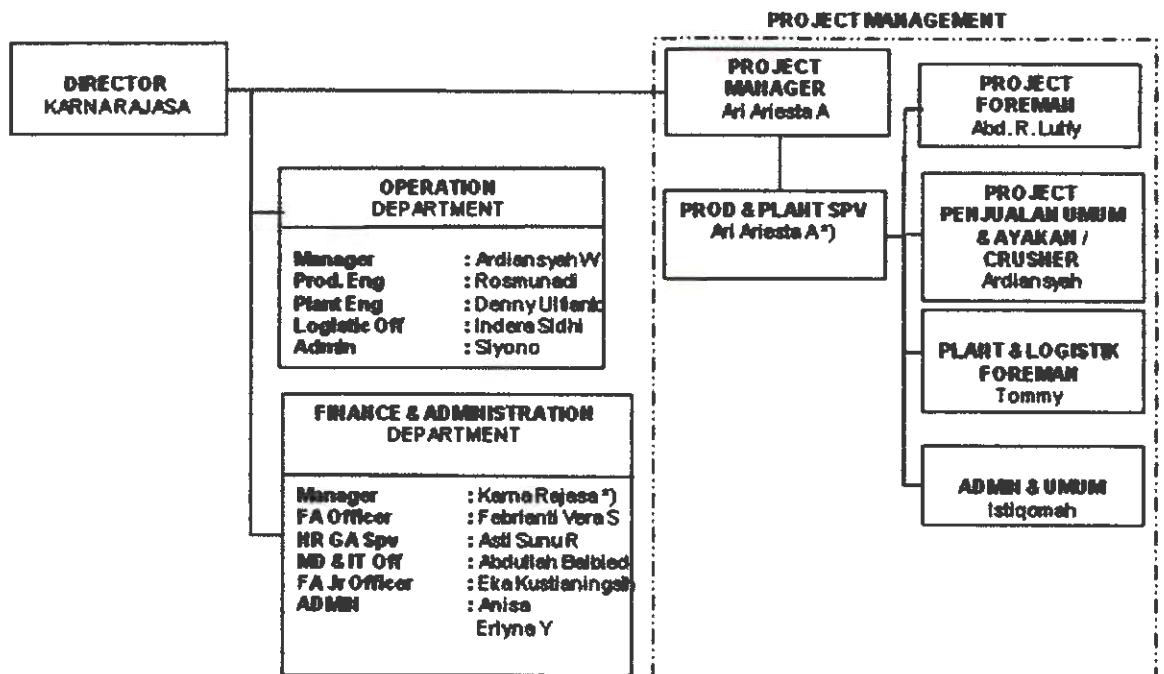 PROJECT MANAGEMENT
DIRECTOR
KARNARAJASA
PROJECT
MANAGER
Ari Ariesta A
PROJECT
FOREMAN
Abd. R. Lutfy
OPERATION
DEPARTMENT
Manager : Ardiansyah W
Prod. Eng : Rosmunadi
Plant Eng : Denny
Logistic Off : Indera Sidhi
Admin : Siyono
PROD & PLANT SPV
Ari Ariesta A*)
PROJECT
PENJUALAN UMUM
& AYAKAN /
CRUSHER
Ardiansyah
PLANT & LOGISTIK
FOREMAN
Tommy
FINANCE & ADMINISTRATION
DEPARTMENT
Manager : Karna Rajasa *)
FA Officer : Febrianti Vera S
HR GA Spv : Asti Sunu R
MD & IT Off : Abdullah
FA Jr Officer : Eka Kustianingsih
ADMIN : Anisa
Erlyna Y
ADMIN & UMUM
Istiqomah